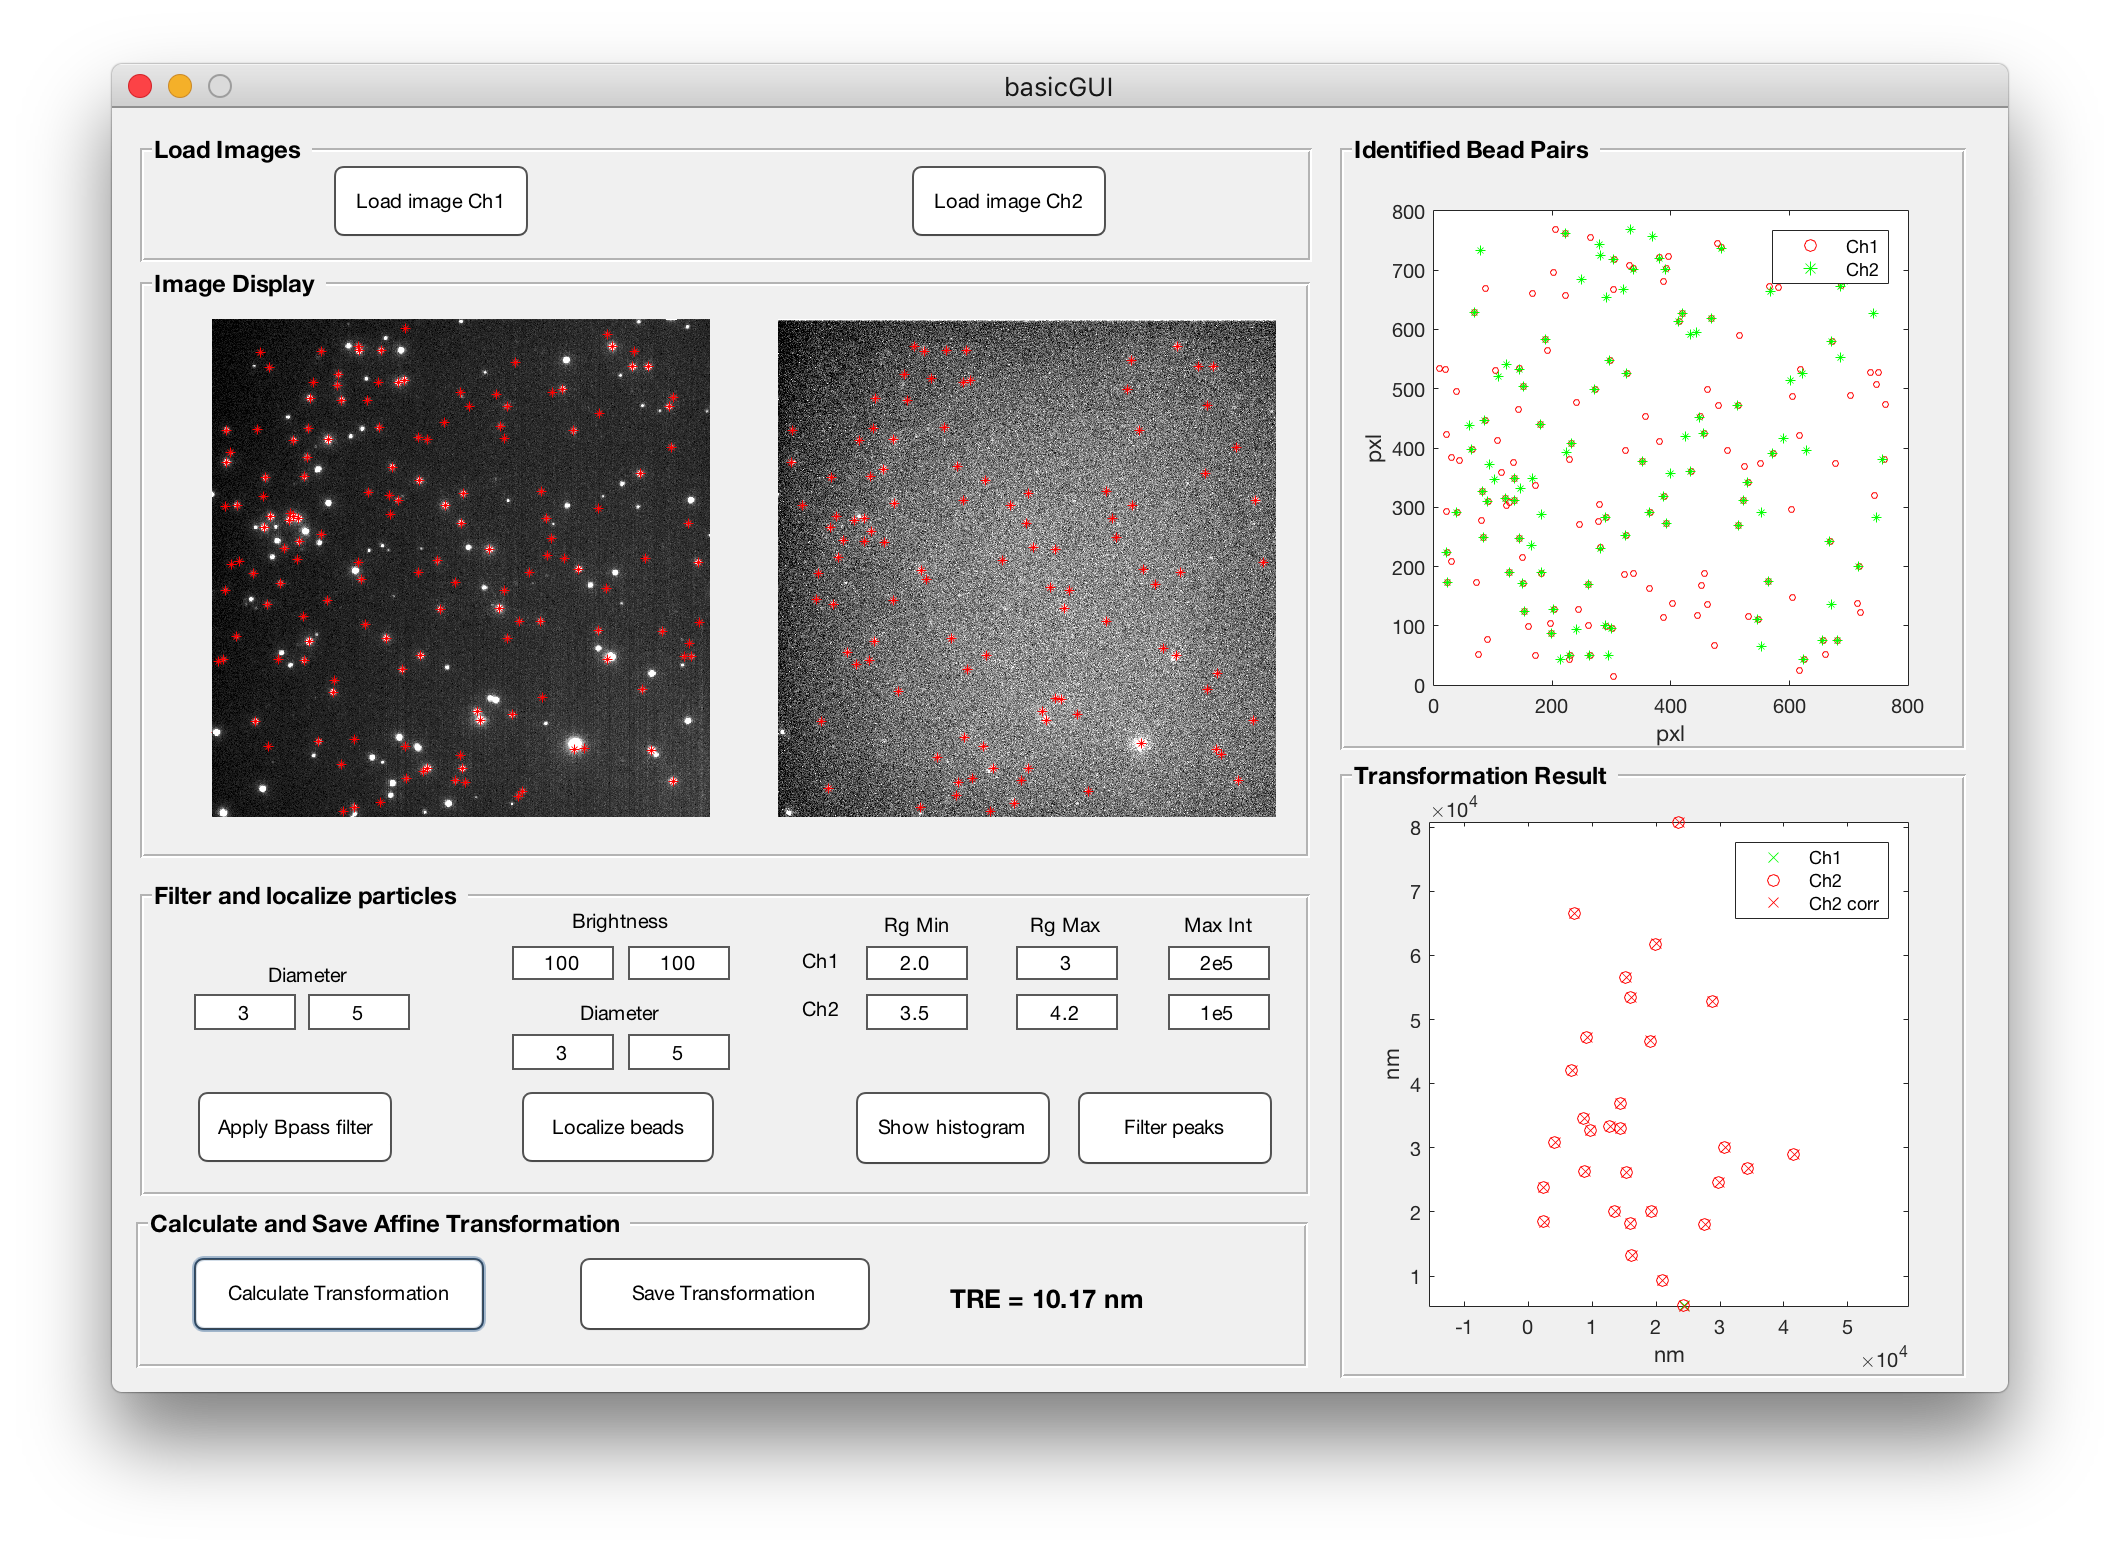 basicGUI
Load Images
Load image Ch1
Load image Ch2
Image Display
Filter and localize particles
Diameter
3 5
Brightness
100 100
Diameter
3 5
Rg Min Rg Max Max Int
Ch1 2.0 3 2e5
Ch2 3.5 4.2 1e5
Apply Bpass filter
Localize beads
Show histogram
Filter peaks
Calculate and Save Affine Transformation
Calculate Transformation
Save Transformation
TRE = 10.17 nm
Identified Bead Pairs
800
700
600
500
400
300
200
100
0
pxl
0 200 400 600 800
pxl
Ch1
Ch2
Transformation Result
×10⁴
8
7
6
5
4
3
2
1
nm
-1 0 1 2 3 4 5
nm
×10⁴
Ch1
Ch2
Ch2 corr